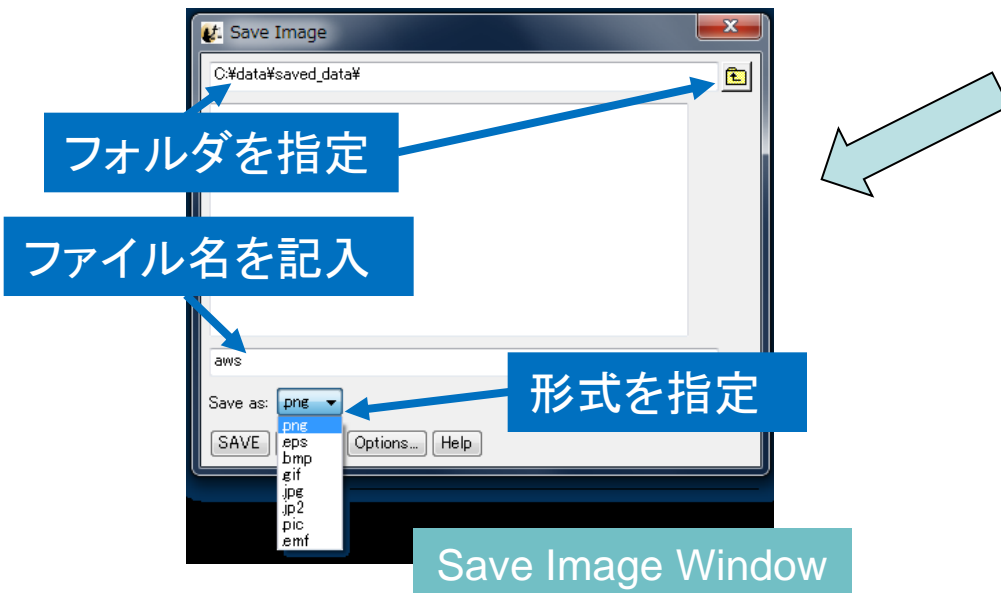 Save Image
C:¥data¥saved_data¥
フォルダを指定
ファイル名を記入
aws
形式を指定
Save as: .png
SAVE Options... Help
.png
.eps
.bmp
.gif
.jpg
.jp2
.pic
.emf
Save Image Window